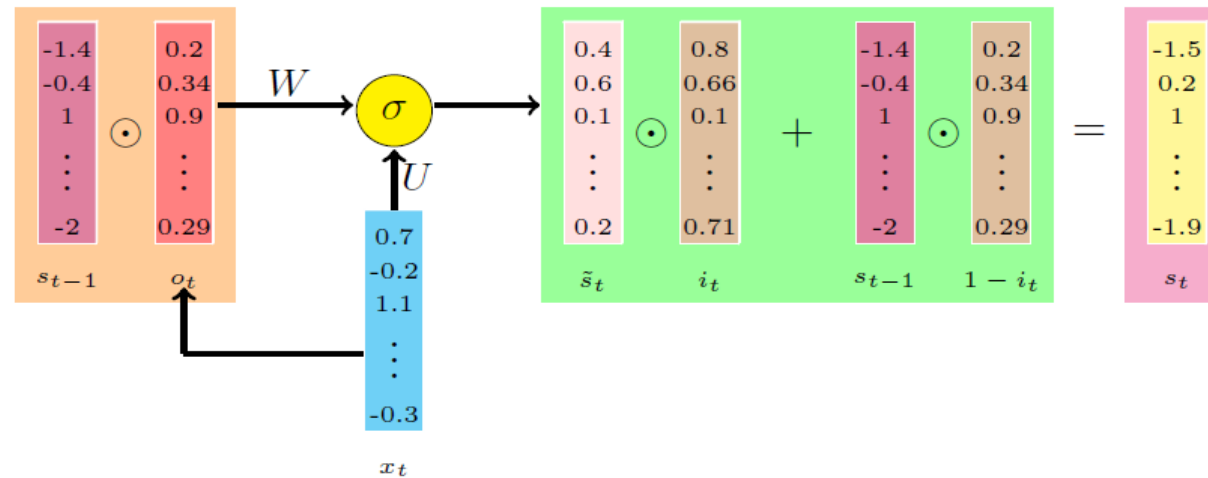 -1.4 0.2 0.4 0.8 -1.4 0.2 -1.5
-0.4 0.34 W 0.6 0.66 -0.4 0.34 0.2
1 ⊙ 0.9 σ 0.1 ⊙ 0.1 + 1 ⊙ 0.9 = 1
⋮ ⋮ U ⋮ ⋮ ⋮ ⋮ ⋮
-2 0.29 0.2 0.71 -2 0.29 -1.9
s_{t-1} o_t s̃_t i_t s_{t-1} 1 - i_t s_t
0.7
-0.2
1.1
⋮
-0.3
x_t